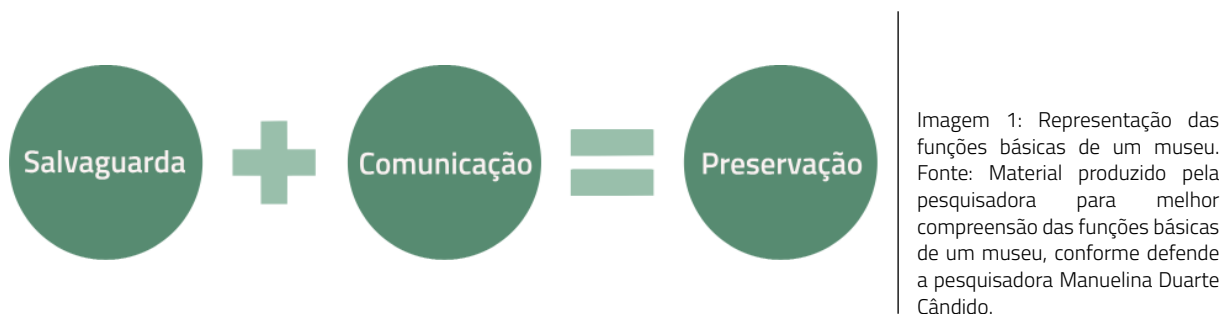 Salvaguarda
Comunicação
Preservação
Imagem 1: Representação das
funções básicas de um museu.
Fonte: Material produzido pela
pesquisadora para melhor
compreensão das funções básicas
de um museu, conforme defende
a pesquisadora Manuelina Duarte
Cândido.